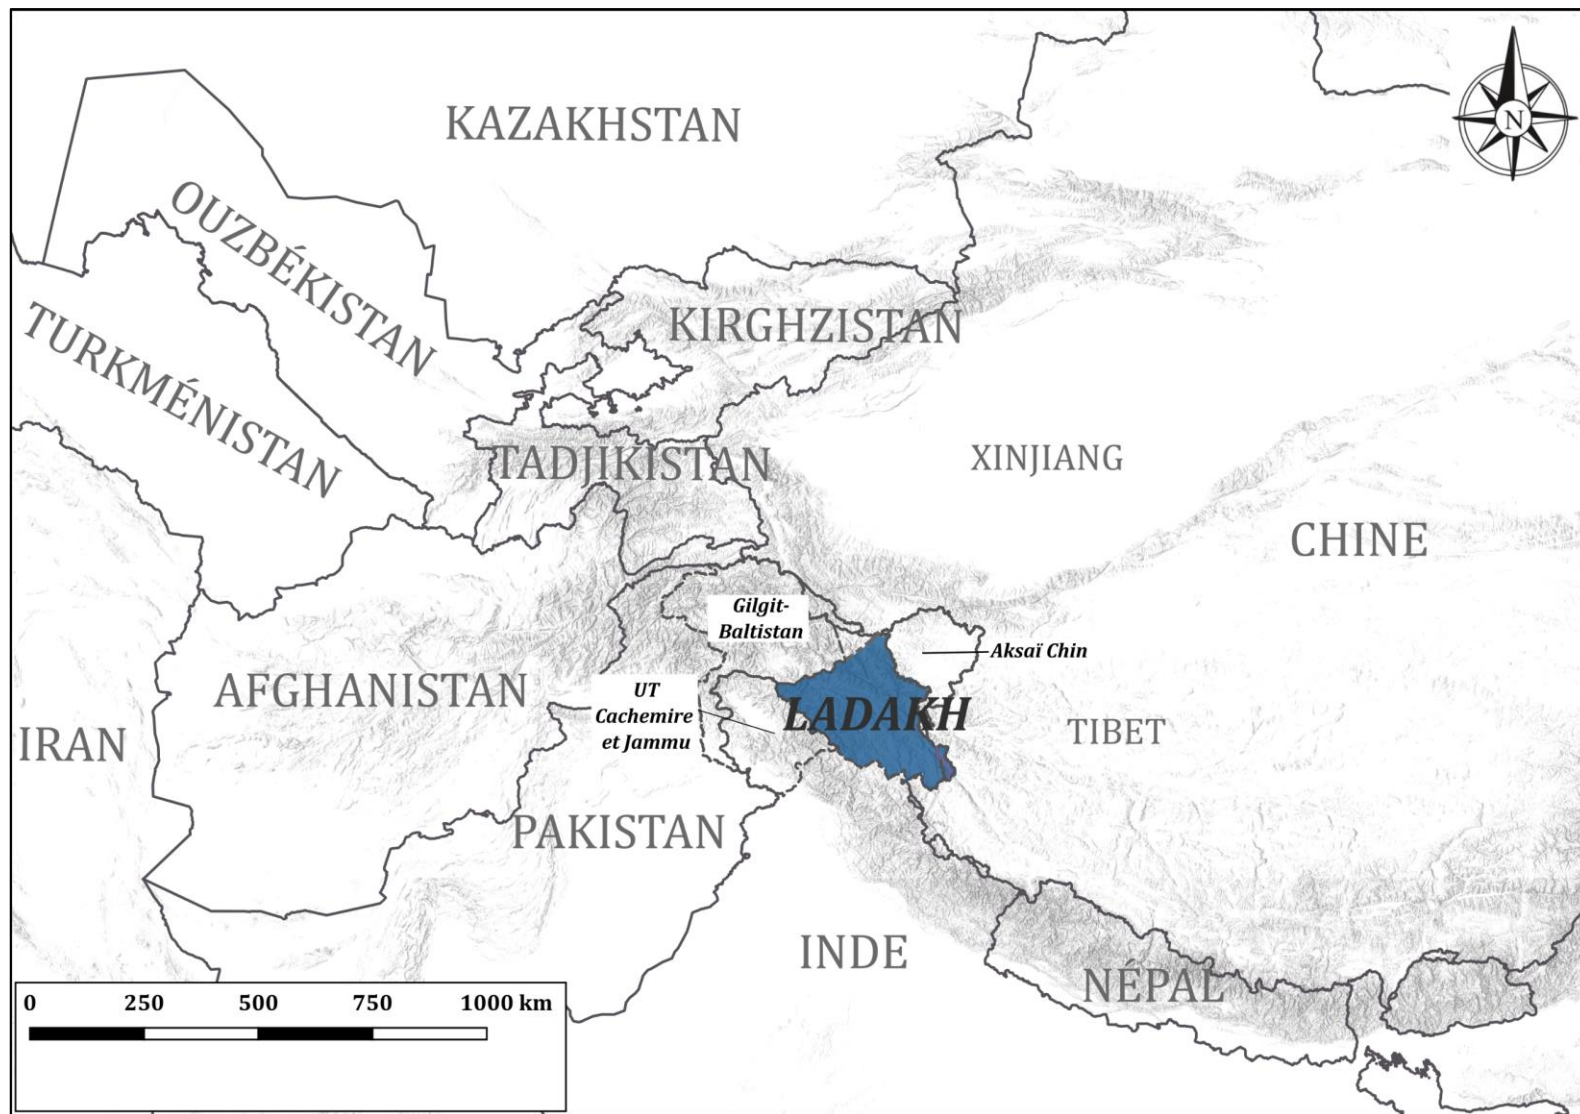 KAZAKHSTAN
N
OUZBÉKISTAN
TURKMÉNISTAN
KIRGHZISTAN
TADJIKISTAN
XINJIANG
CHINE
Gilgit-
Baltistan
Aksaï Chin
AFGHANISTAN
UT
Cachemire
et Jammu
LADAKH
IRAN
TIBET
PAKISTAN
INDE
NÉPAL
0 250 500 750 1000 km